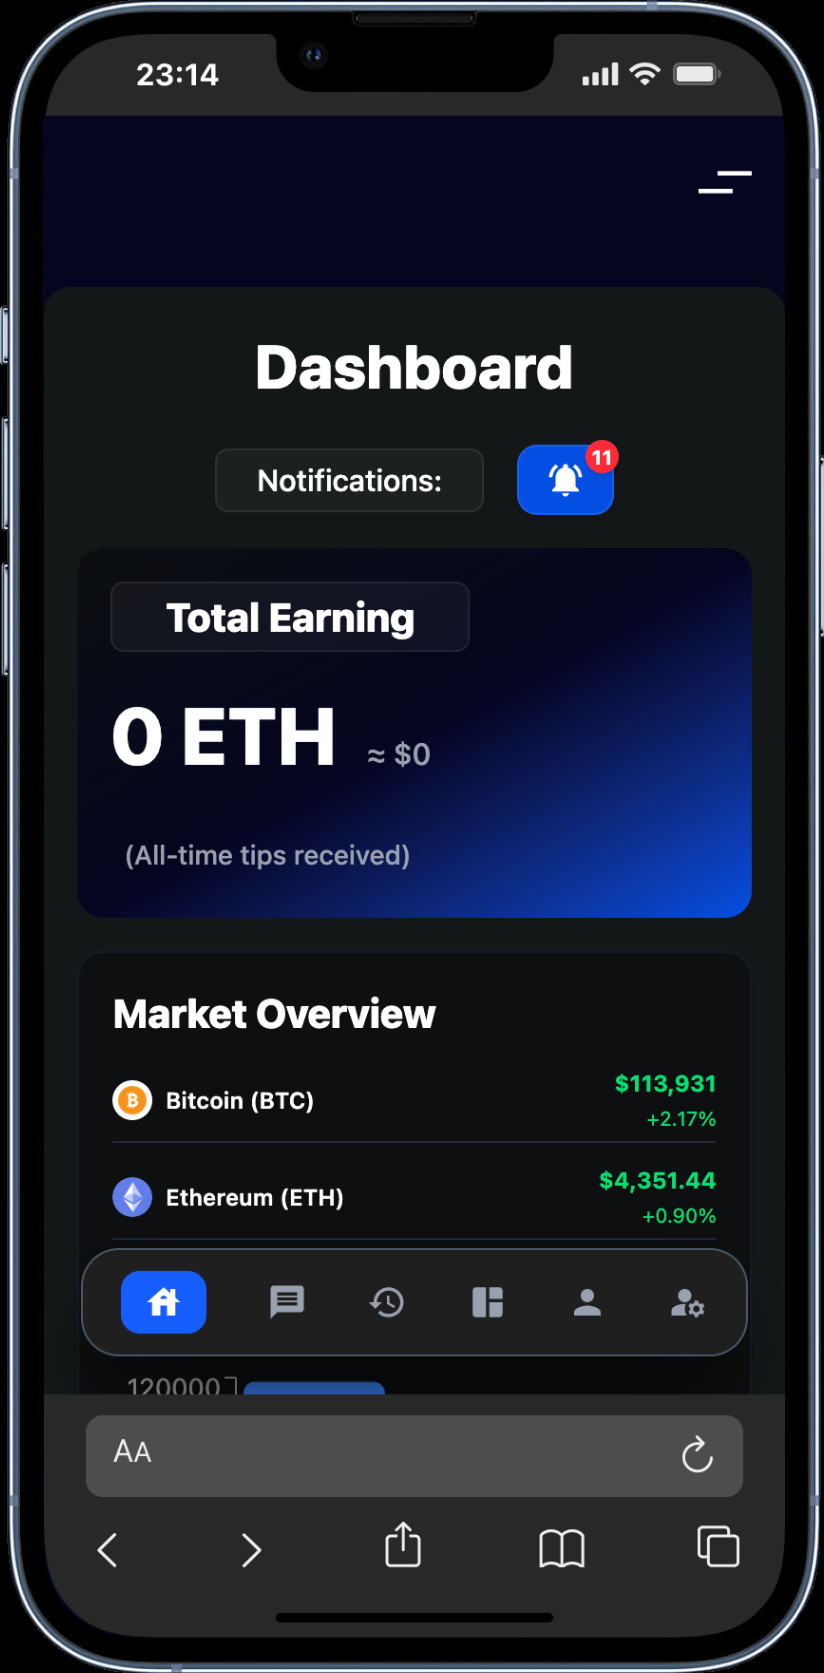 23:14
Dashboard
Notifications:
11
Total Earning
0 ETH ≈ $0
(All-time tips received)
Market Overview
Bitcoin (BTC)
$113,931
+2.17%
Ethereum (ETH)
$4,351.44
+0.90%
120000
AA